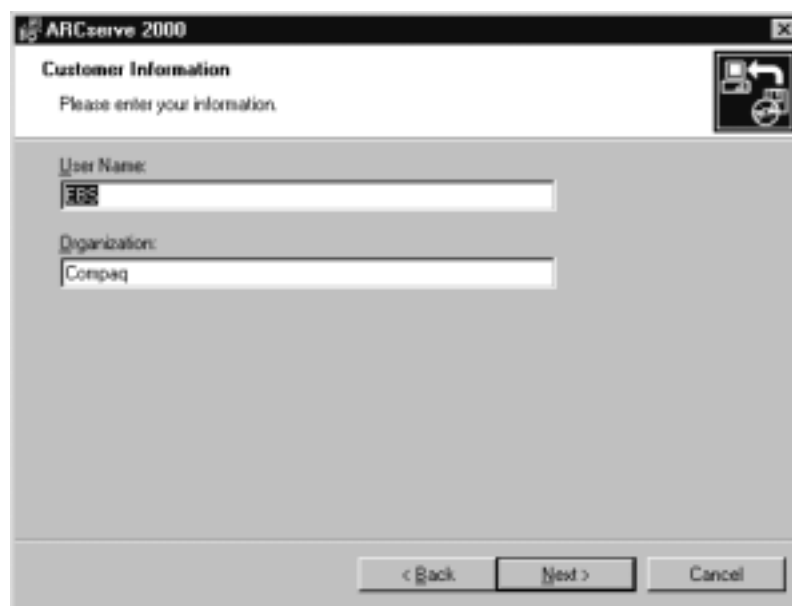 ARCserve 2000
Customer Information
Please enter your information.
User Name:
EBS
Organization:
Compaq
< Back
Next >
Cancel